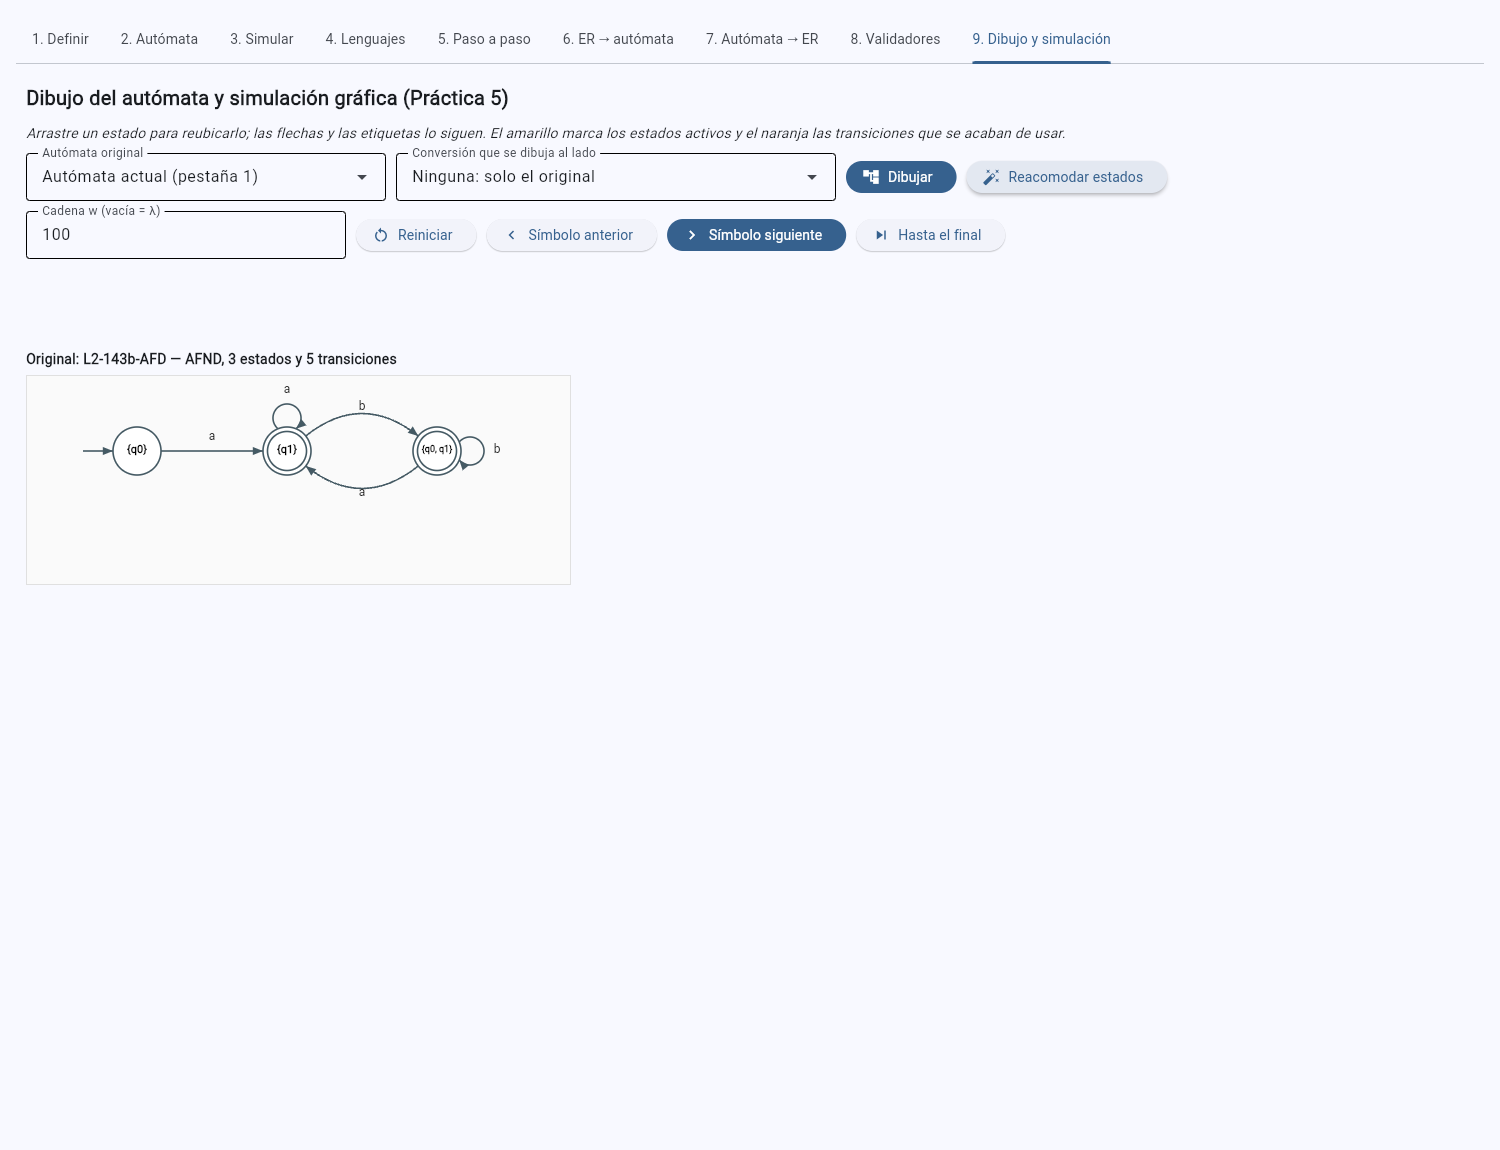 1. Definir 2. Autómata 3. Simular 4. Lenguajes 5. Paso a paso 6. ER → autómata 7. Autómata → ER 8. Validadores 9. Dibujo y simulación
Dibujo del autómata y simulación gráfica (Práctica 5)
Arrastre un estado para reubicarlo; las flechas y las etiquetas lo siguen. El amarillo marca los estados activos y el naranja las transiciones que se acaban de usar.
Autómata original Conversión que se dibuja al lado
Autómata actual (pestaña 1) Ninguna: solo el original Dibujar Reacomodar estados
Cadena w (vacía = λ)
100 Reiniciar Símbolo anterior Símbolo siguiente Hasta el final
Original: L2-143b-AFD — AFND, 3 estados y 5 transiciones
a
b
a
{q0} {q1} {q0, q1} b
a